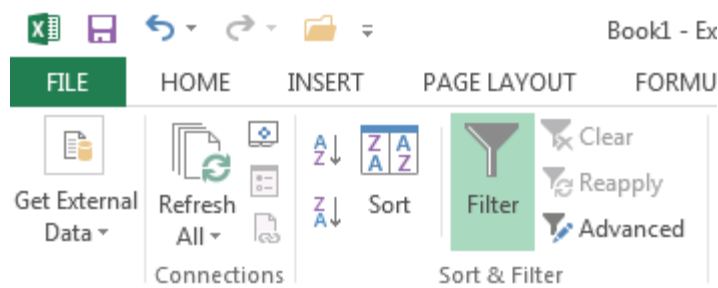 Book1 - Ex
FILE HOME INSERT PAGE LAYOUT FORMU
Get External
Data
Refresh
All
A
Z
Z
A
Z A
A Z
Sort
Filter
Clear
Reapply
Advanced
Connections
Sort & Filter